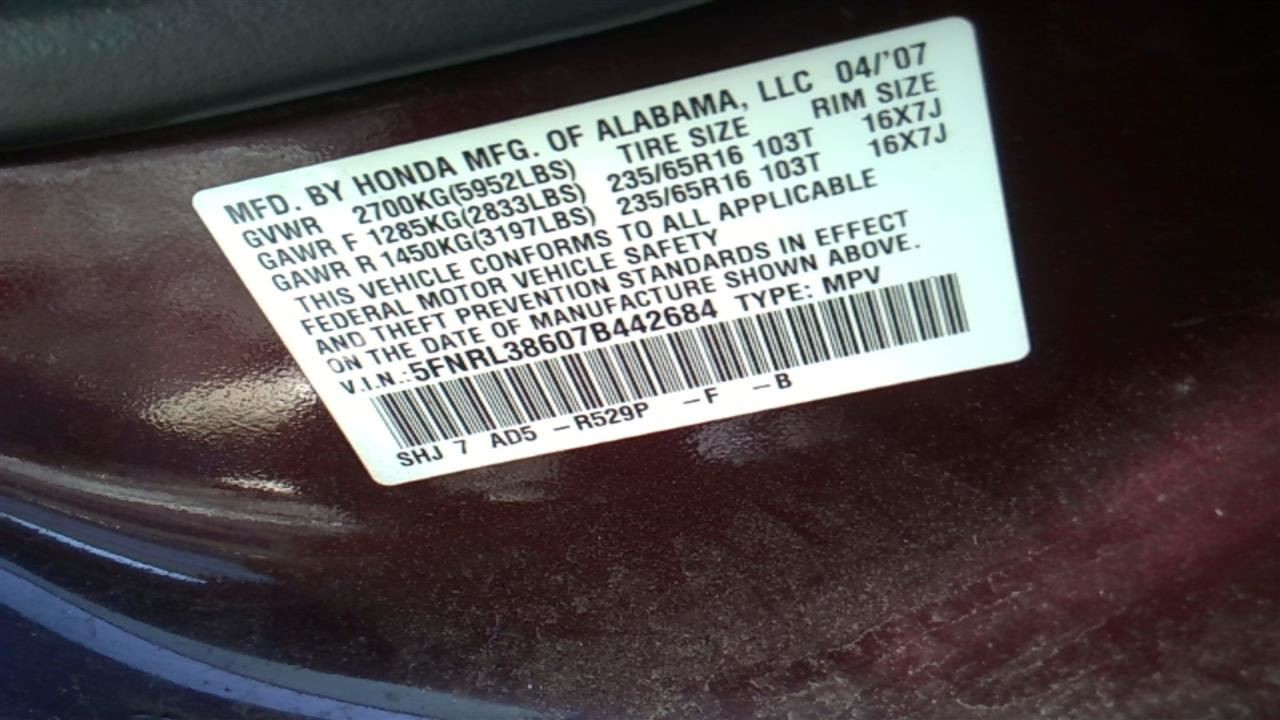 MFD. BY HONDA MFG. OF ALABAMA, LLC 04/'07
GVWR 2700KG(5952LBS) TIRE SIZE RIM SIZE
GAWR F 1285KG(2833LBS) 235/65R16 103T 16X7J
GAWR R 1450KG(3197LBS) 235/65R16 103T 16X7J
THIS VEHICLE CONFORMS TO ALL APPLICABLE
FEDERAL MOTOR VEHICLE SAFETY
AND THEFT PREVENTION STANDARDS IN EFFECT
ON THE DATE OF MANUFACTURE SHOWN ABOVE.
V.I.N.:5FNRL38607B442684 TYPE: MPV
SHJ 7 AD5 -R529P -F -B